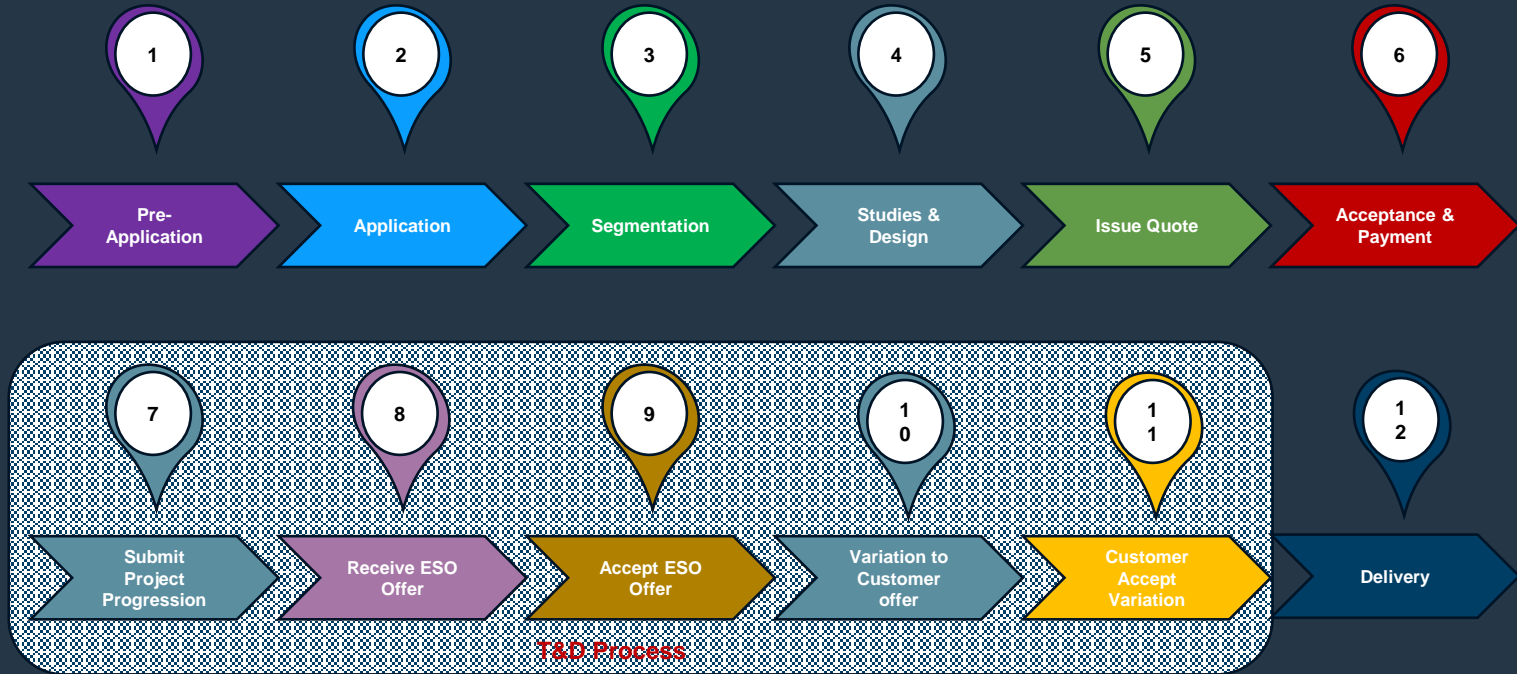 1
2
3
4
5
6
Pre-
Application
Application
Segmentation
Studies &
Design
Issue Quote
Acceptance &
Payment
7
8
9
1
0
1
1
1
2
Submit
Project
Progression
Receive ESO
Offer
Accept ESO
Offer
Variation to
Customer
offer
Customer
Accept
Variation
Delivery
T&D Process